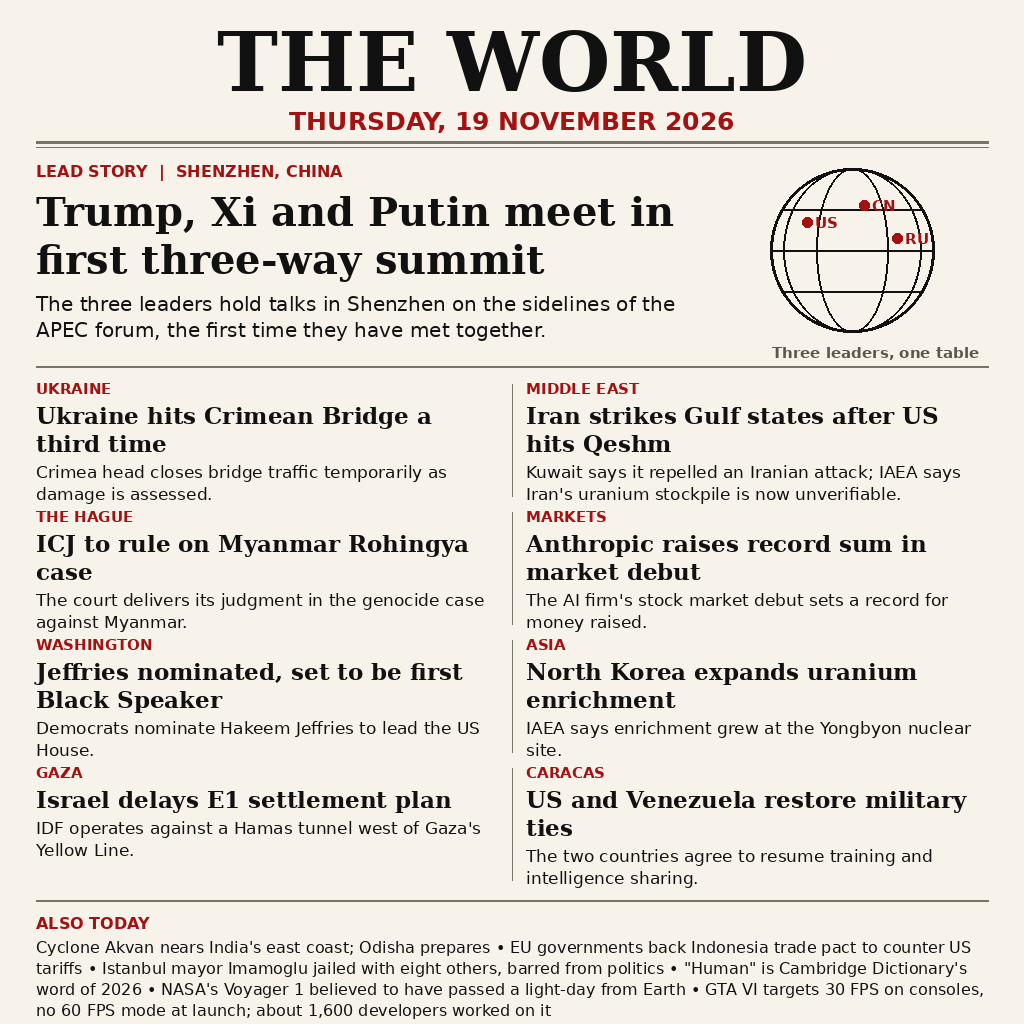 THE WORLD
THURSDAY, 19 NOVEMBER 2026
LEAD STORY | SHENZHEN, CHINA
Trump, Xi and Putin meet in
first three-way summit
The three leaders hold talks in Shenzhen on the sidelines of the
APEC forum, the first time they have met together.
CN
US
RU
Three leaders, one table
UKRAINE
Ukraine hits Crimean Bridge a
third time
Crimea head closes bridge traffic temporarily as
damage is assessed.
MIDDLE EAST
Iran strikes Gulf states after US
hits Qeshm
Kuwait says it repelled an Iranian attack; IAEA says
Iran's uranium stockpile is now unverifiable.
THE HAGUE
ICJ to rule on Myanmar Rohingya
case
The court delivers its judgment in the genocide case
against Myanmar.
MARKETS
Anthropic raises record sum in
market debut
The AI firm's stock market debut sets a record for
money raised.
WASHINGTON
Jeffries nominated, set to be first
Black Speaker
Democrats nominate Hakeem Jeffries to lead the US
House.
ASIA
North Korea expands uranium
enrichment
IAEA says enrichment grew at the Yongbyon nuclear
site.
GAZA
Israel delays E1 settlement plan
IDF operates against a Hamas tunnel west of Gaza's
Yellow Line.
CARACAS
US and Venezuela restore military
ties
The two countries agree to resume training and
intelligence sharing.
ALSO TODAY
Cyclone Akvan nears India's east coast; Odisha prepares • EU governments back Indonesia trade pact to counter US
tariffs • Istanbul mayor Imamoglu jailed with eight others, barred from politics • "Human" is Cambridge Dictionary's
word of 2026 • NASA's Voyager 1 believed to have passed a light-day from Earth • GTA VI targets 30 FPS on consoles,
no 60 FPS mode at launch; about 1,600 developers worked on it